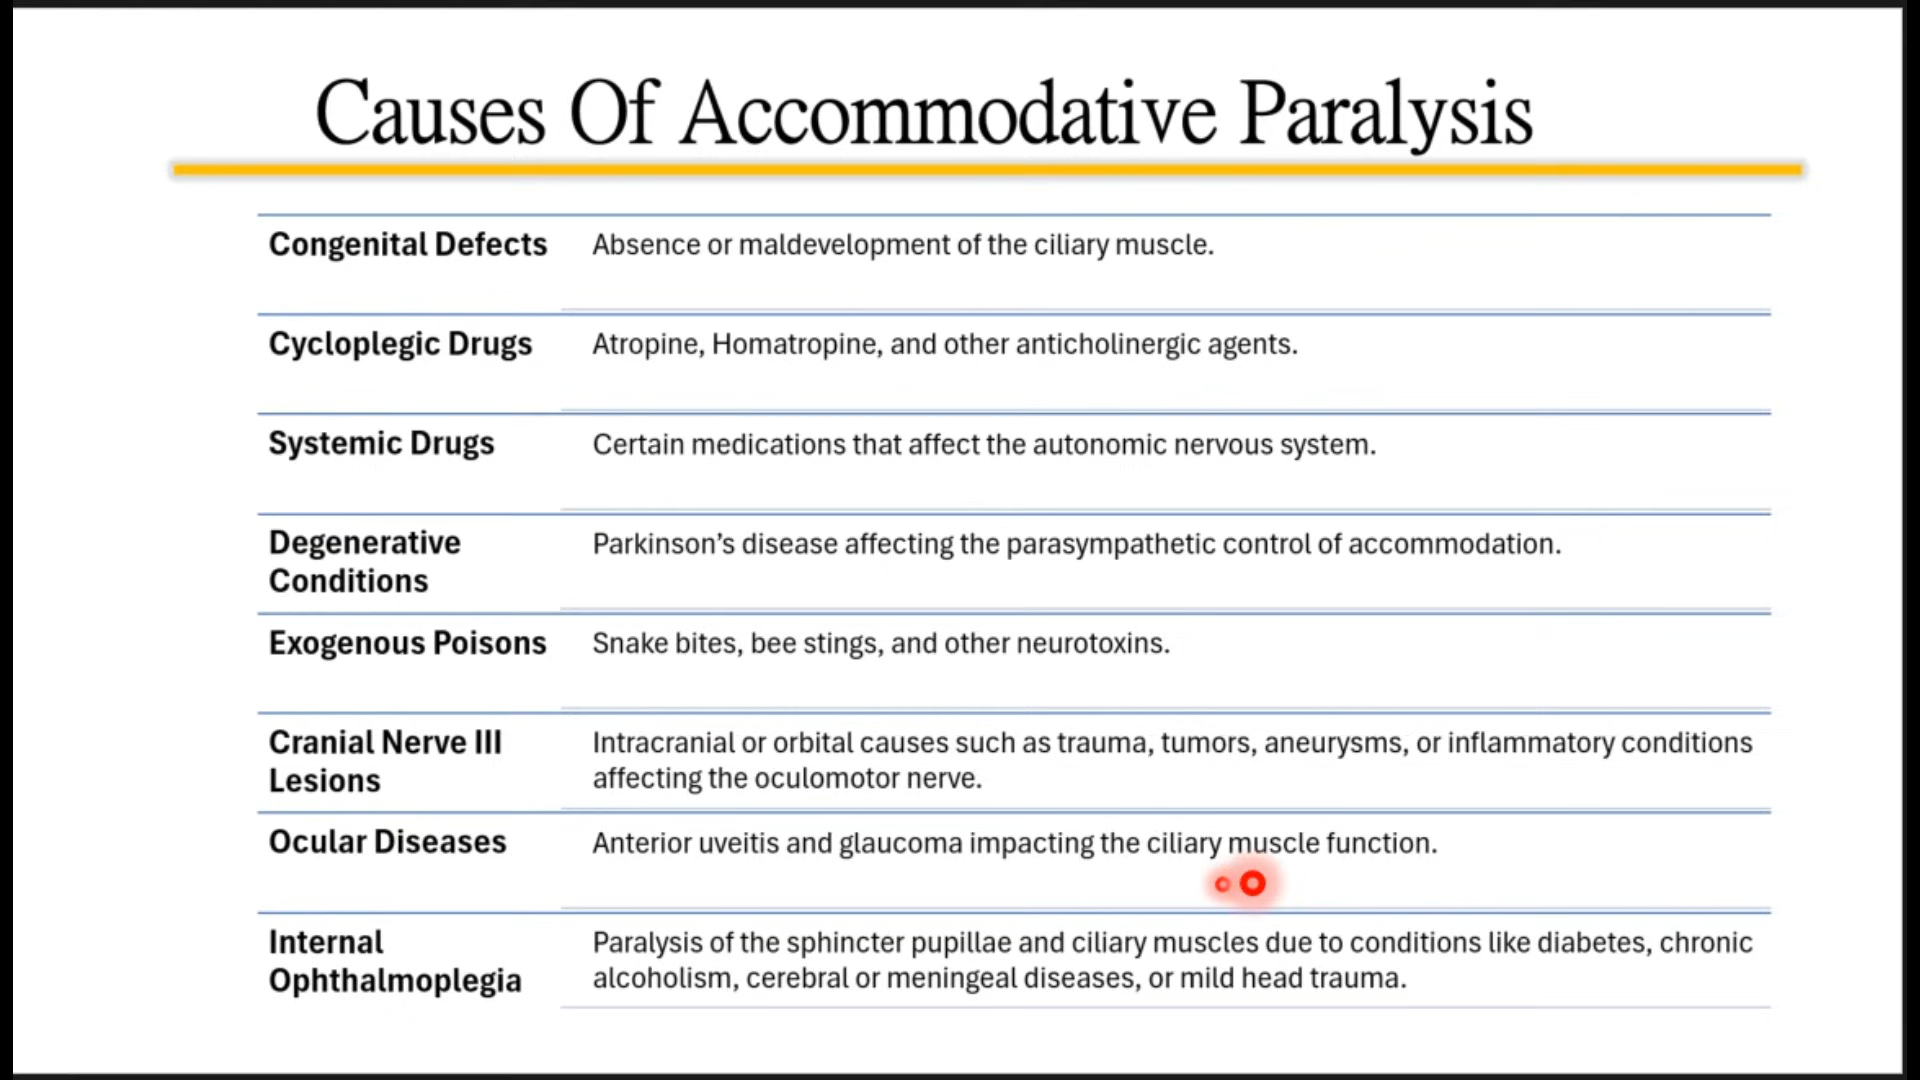 Causes Of Accommodative Paralysis
Congenital Defects
Absence or maldevelopment of the ciliary muscle.
Cycloplegic Drugs
Atropine, Homatropine, and other anticholinergic agents.
Systemic Drugs
Certain medications that affect the autonomic nervous system.
Degenerative
Conditions
Parkinson’s disease affecting the parasympathetic control of accommodation.
Exogenous Poisons
Snake bites, bee stings, and other neurotoxins.
Cranial Nerve III
Lesions
Intracranial or orbital causes such as trauma, tumors, aneurysms, or inflammatory conditions
affecting the oculomotor nerve.
Ocular Diseases
Anterior uveitis and glaucoma impacting the ciliary muscle function.
Internal
Ophthalmoplegia
Paralysis of the sphincter pupillae and ciliary muscles due to conditions like diabetes, chronic
alcoholism, cerebral or meningeal diseases, or mild head trauma.